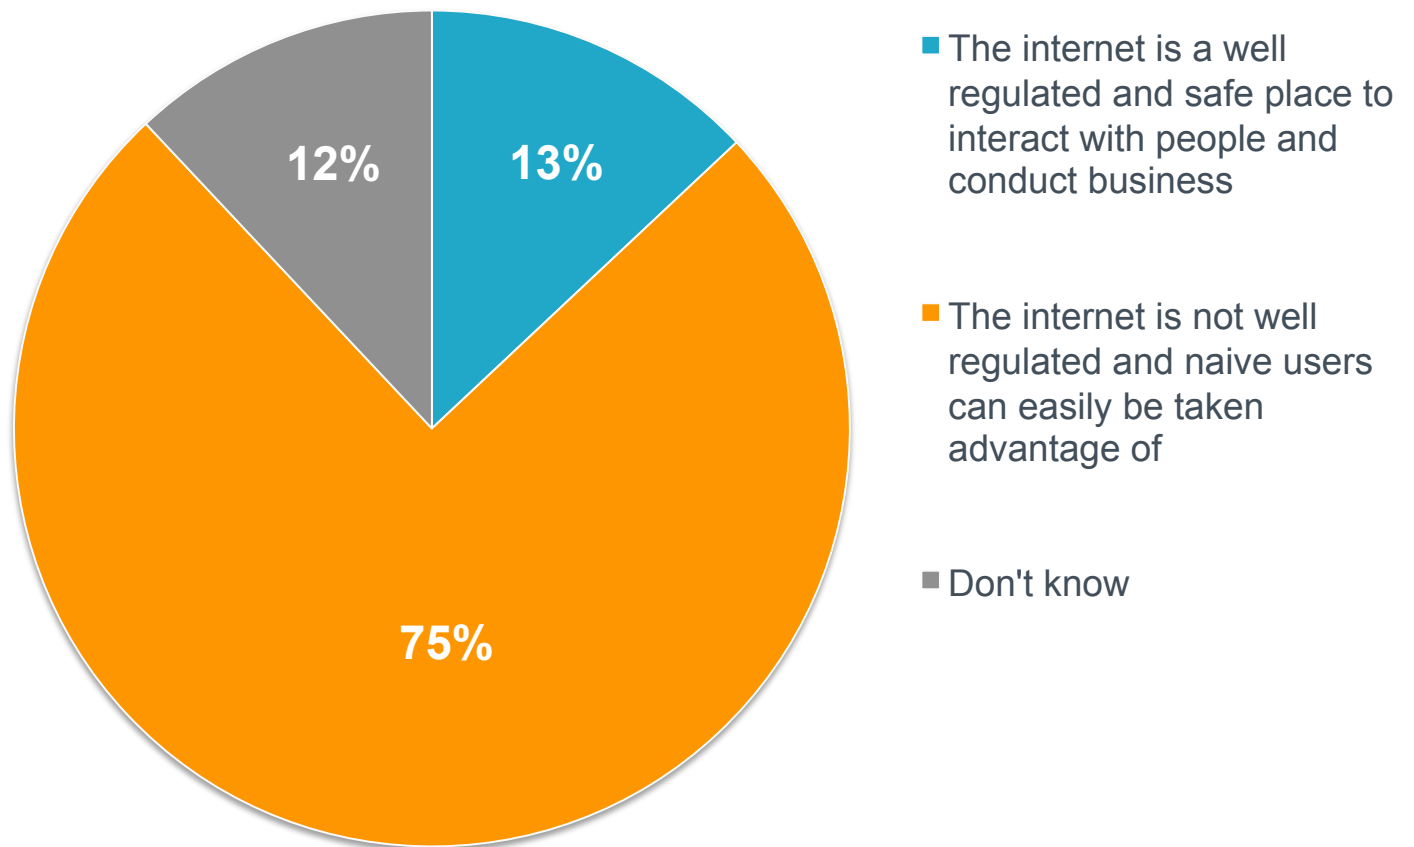 12%
13%
75%
The internet is a well
regulated and safe place to
interact with people and
conduct business
The internet is not well
regulated and naive users
can easily be taken
advantage of
Don't know